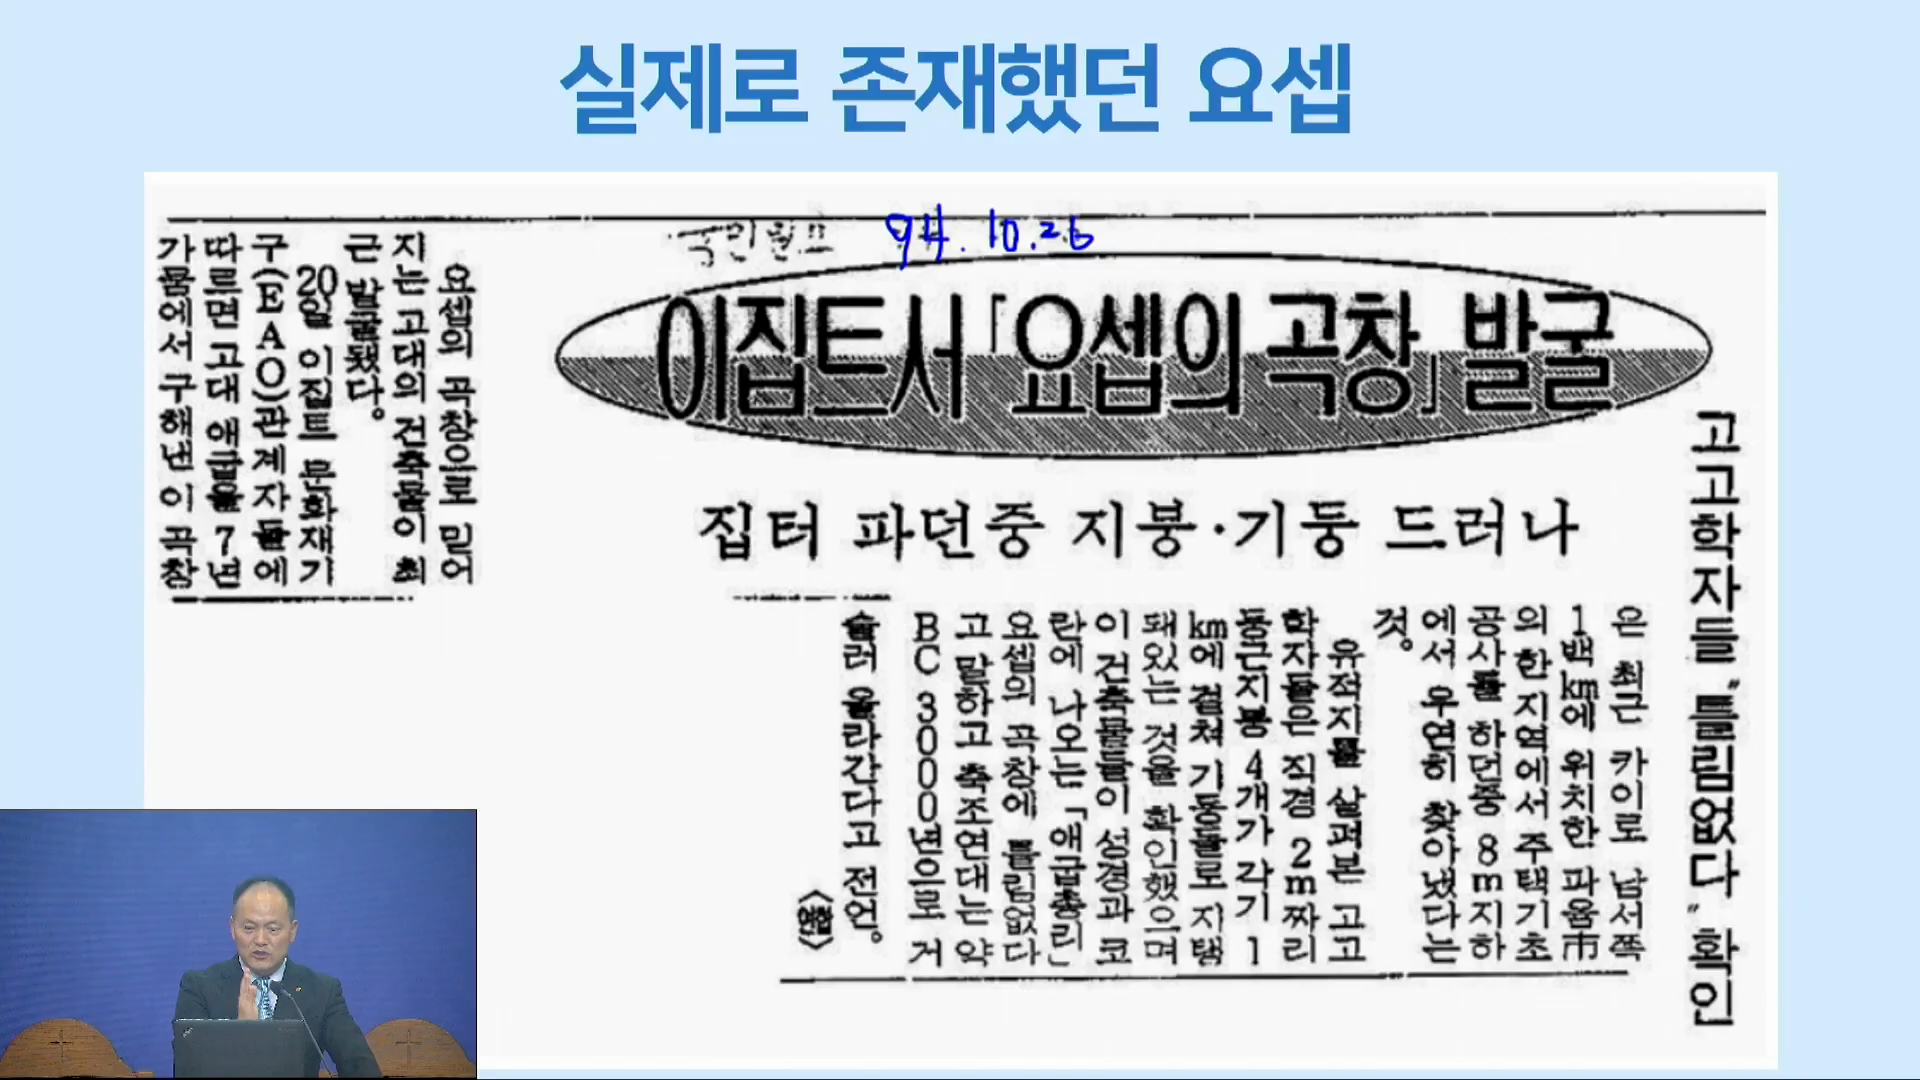 실제로 존재했던 요셉
국민일보 94.10.26
이집트서 「요셉의 곡창」 발굴
고고학자들 "틀림없다" 확인
집터 파던중 지붕·기둥 드러나
요셉의 곡창으로 믿어
지는 고대의 건축물이 최
근 발굴됐다.
20일 이집트 문화재기
구(EAO)관계자들에
따르면 고대 애굽을 7년
가뭄에서 구해낸 이 곡창
은 최근 카이로 남서쪽
1백km에 위치한 파욤市
의 한 지역에서 주택기초
공사를 하던중 8m지하
에서 우연히 찾아냈다는
것。
유적지를 살펴본 고고
학자들은 직경 2m짜리
둥근지붕 4개가 각기 1
km에 걸쳐 기둥들로 지탱
돼있는 것을 확인했으며
이 건축물들이 성경과 코
란에 나오는 「애굽총리」
요셉의 곡창에 틀림없다
고 말하고 축조연대는 약
BC 3000년으로 거
슬러 올라간다고 전언。
〈연합〉